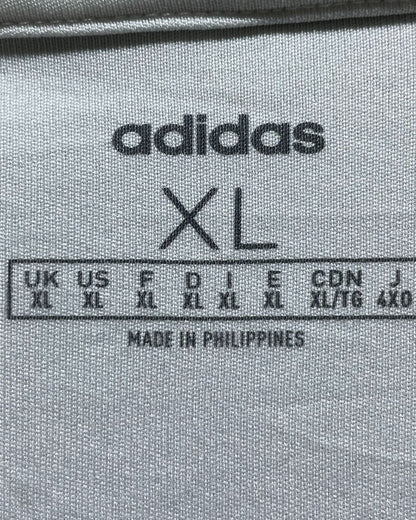 adidas
XL
UK US F D I E CDN J
XL XL XL XL XL XL XL/TG 4XO
MADE IN PHILIPPINES